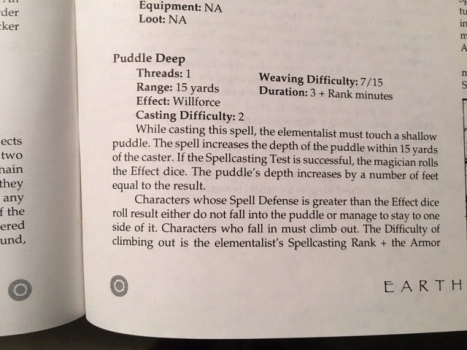 der
ker
ects
two
hain
they
any
f the
ered
und,
Equipment: NA
Loot: NA
Puddle Deep
Threads: 1
Weaving Difficulty: 7/15
Range: 15 yards
Duration: 3 + Rank minutes
Effect: Willforce
Casting Difficulty: 2
While casting this spell, the elementalist must touch a shallow
puddle. The spell increases the depth of the puddle within 15 yards
of the caster. If the Spellcasting Test is successful, the magician rolls
the Effect dice. The puddle's depth increases by a number of feet
equal to the result.
Characters whose Spell Defense is greater than the Effect dice
roll result either do not fall into the puddle or manage to stay to one
side of it. Characters who fall in must climb out. The Difficulty of
climbing out is the elementalist's Spellcasting Rank + the Armor
EARTH